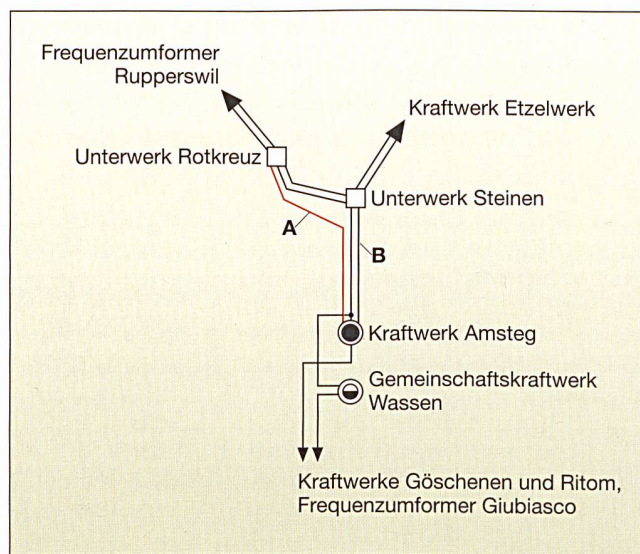 Frequenzumformer
Rupperswil
Kraftwerk Etzelwerk
Unterwerk Rotkreuz
Unterwerk Steinen
A
B
Kraftwerk Amsteg
Gemeinschaftskraftwerk
Wassen
Kraftwerke Göschenen und Ritom,
Frequenzumformer Giubiasco